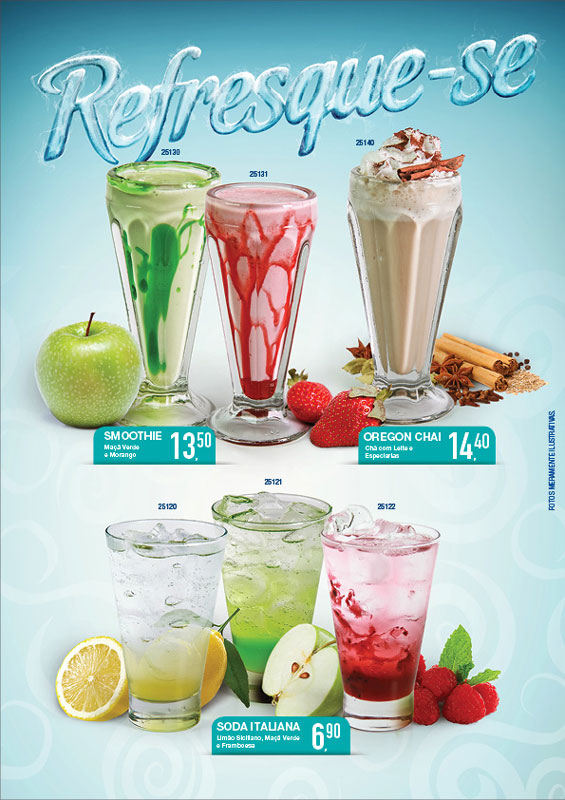 Refresque-se
25130
25131
25140
SMOOTHIE
Maçã Verde
e Morango
13,50
OREGON CHAI
Chá com Leite e
Especiarias
14,40
FOTOS MERAMENTE ILUSTRATIVAS.
25120
25121
25122
SODA ITALIANA
Limão Siciliano, Maçã Verde
e Framboesa
6,90